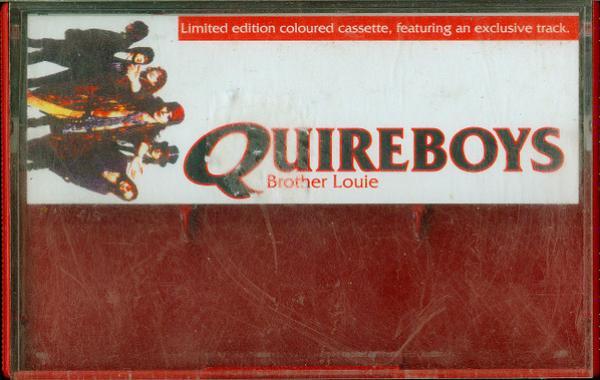 Limited edition coloured cassette, featuring an exclusive track.
QUIREBOYS
Brother Louie